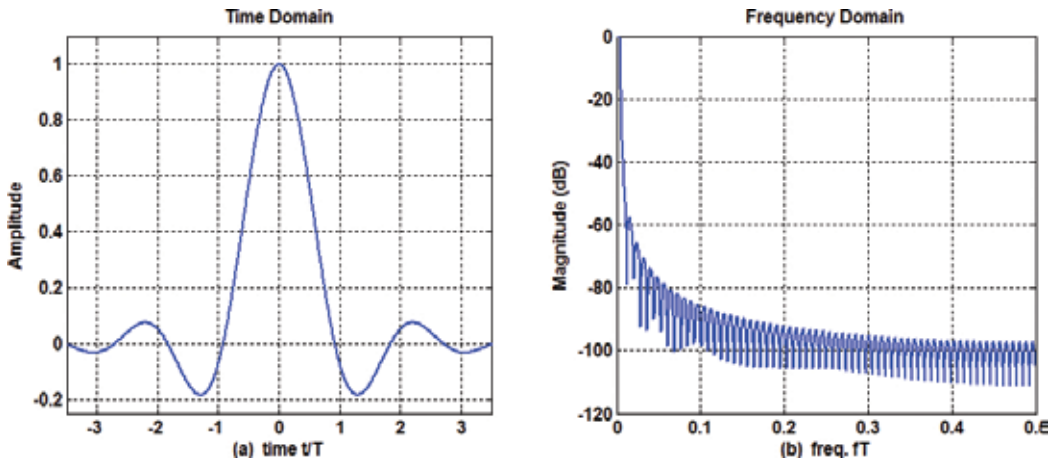 Time Domain
Amplitude
1
0.8
0.6
0.4
0.2
0
-0.2
-3 -2 -1 0 1 2 3
(a) time t/T
Frequency Domain
Magnitude (dB)
0
-20
-40
-60
-80
-100
-120
0 0.1 0.2 0.3 0.4 0.5
(b) freq. fT